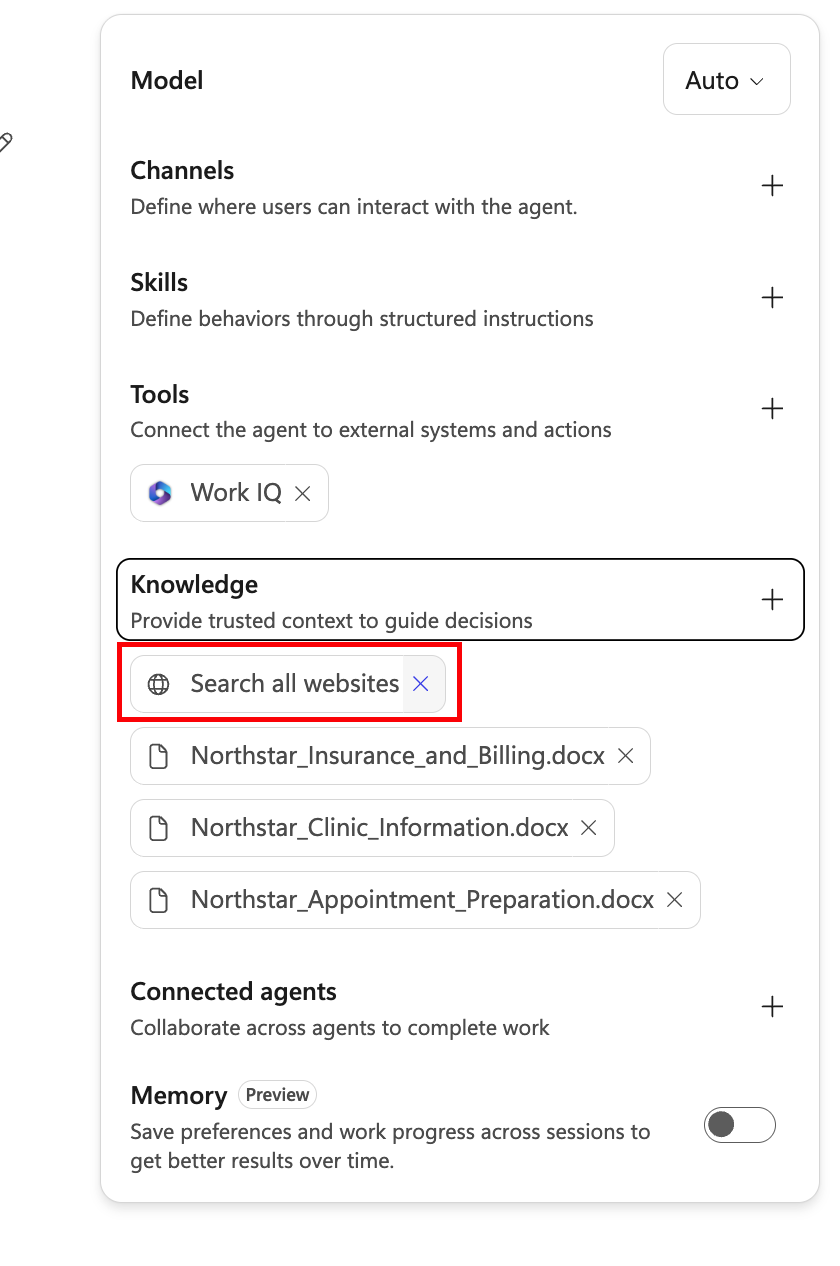 Model
Auto
Channels
Define where users can interact with the agent.
Skills
Define behaviors through structured instructions
Tools
Connect the agent to external systems and actions
Work IQ
Knowledge
Provide trusted context to guide decisions
Search all websites
Northstar_Insurance_and_Billing.docx
Northstar_Clinic_Information.docx
Northstar_Appointment_Preparation.docx
Connected agents
Collaborate across agents to complete work
Memory Preview
Save preferences and work progress across sessions to
get better results over time.